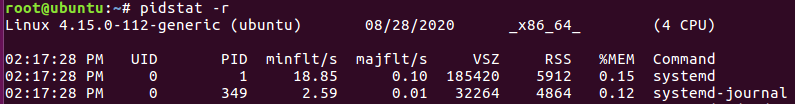 root@ubuntu:~# pidstat -r
Linux 4.15.0-112-generic (ubuntu) 08/28/2020 _x86_64_ (4 CPU)
02:17:28 PM UID PID minflt/s majflt/s VSZ RSS %MEM Command
02:17:28 PM 0 1 18.85 0.10 185420 5912 0.15 systemd
02:17:28 PM 0 349 2.59 0.01 32264 4864 0.12 systemd-journal